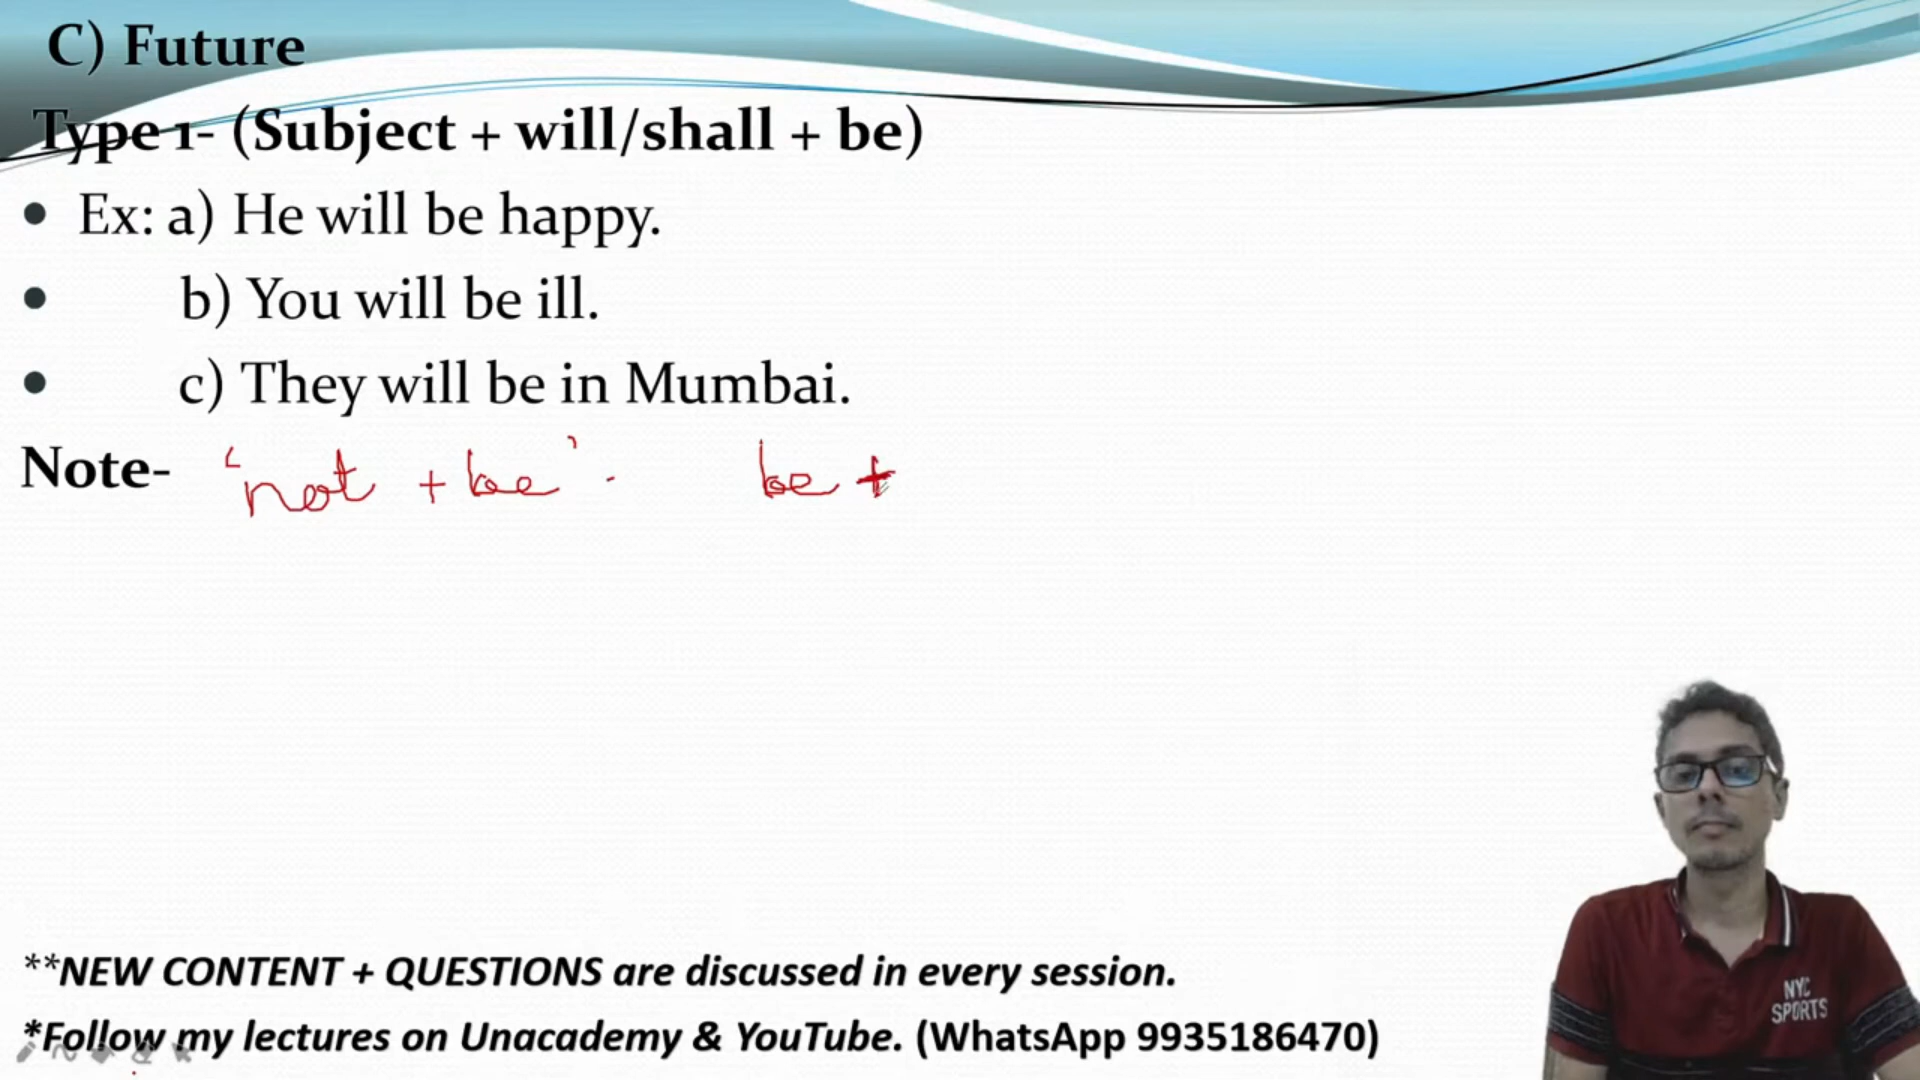 C) Future
Type 1- (Subject + will/shall + be)
• Ex: a) He will be happy.
• b) You will be ill.
• c) They will be in Mumbai.
Note- 'not + be' . be +
**NEW CONTENT + QUESTIONS are discussed in every session.
*Follow my lectures on Unacademy & YouTube. (WhatsApp 9935186470)
NYC
SPORTS